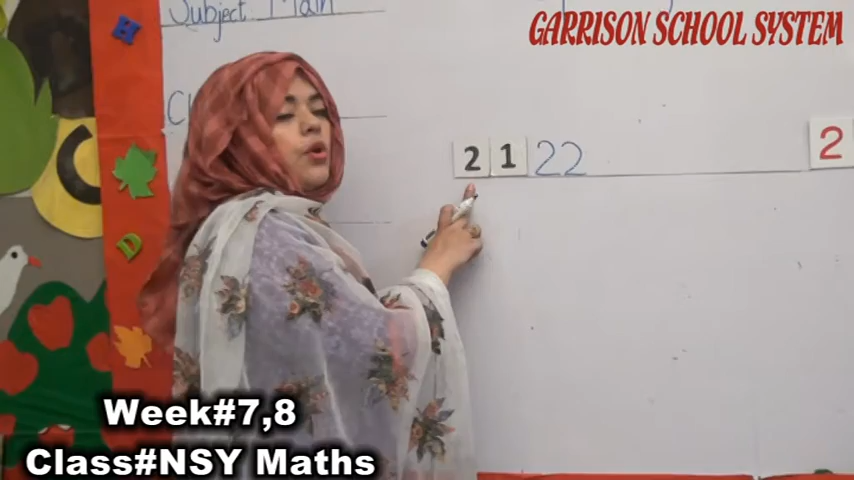 Subject: Math
GARRISON SCHOOL SYSTEM
2 1 22
2
Week#7,8
Class#NSY Maths